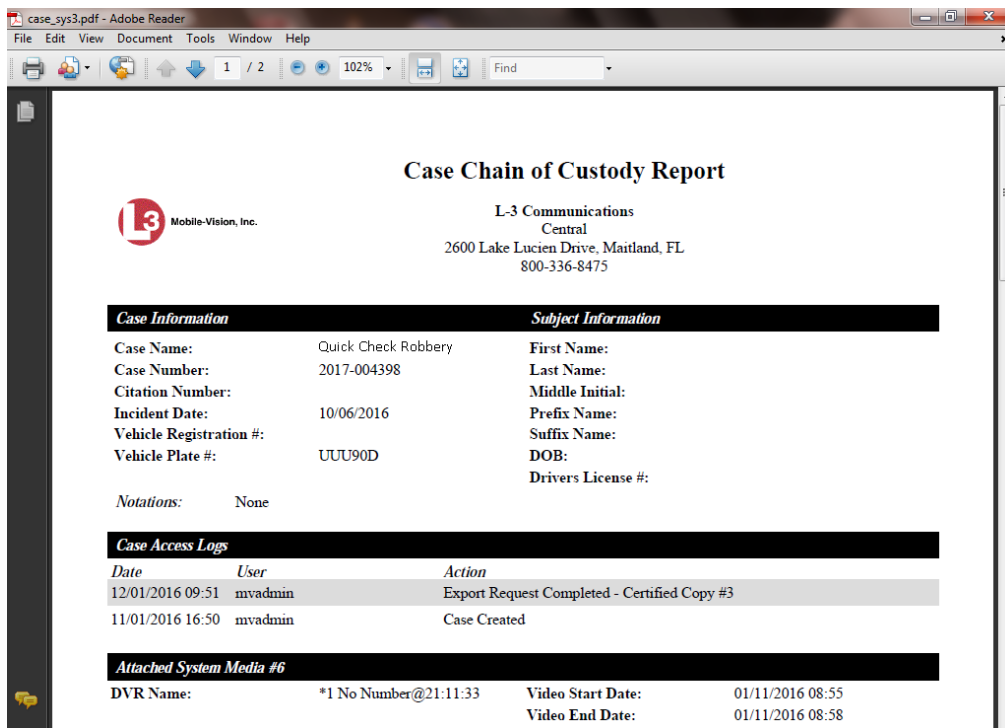 case_sys3.pdf - Adobe Reader
File Edit View Document Tools Window Help
1 / 2 102% Find
Case Chain of Custody Report
L3 Mobile-Vision, Inc.
L-3 Communications
Central
2600 Lake Lucien Drive, Maitland, FL
800-336-8475
Case Information Subject Information
Case Name: Quick Check Robbery First Name:
Case Number: 2017-004398 Last Name:
Citation Number: Middle Initial:
Incident Date: 10/06/2016 Prefix Name:
Vehicle Registration #: Suffix Name:
Vehicle Plate #: UUU90D DOB:
Drivers License #:
Notations: None
Case Access Logs
Date User Action
12/01/2016 09:51 mvadmin Export Request Completed - Certified Copy #3
11/01/2016 16:50 mvadmin Case Created
Attached System Media #6
DVR Name: *1 No Number@21:11:33 Video Start Date: 01/11/2016 08:55
Video End Date: 01/11/2016 08:58